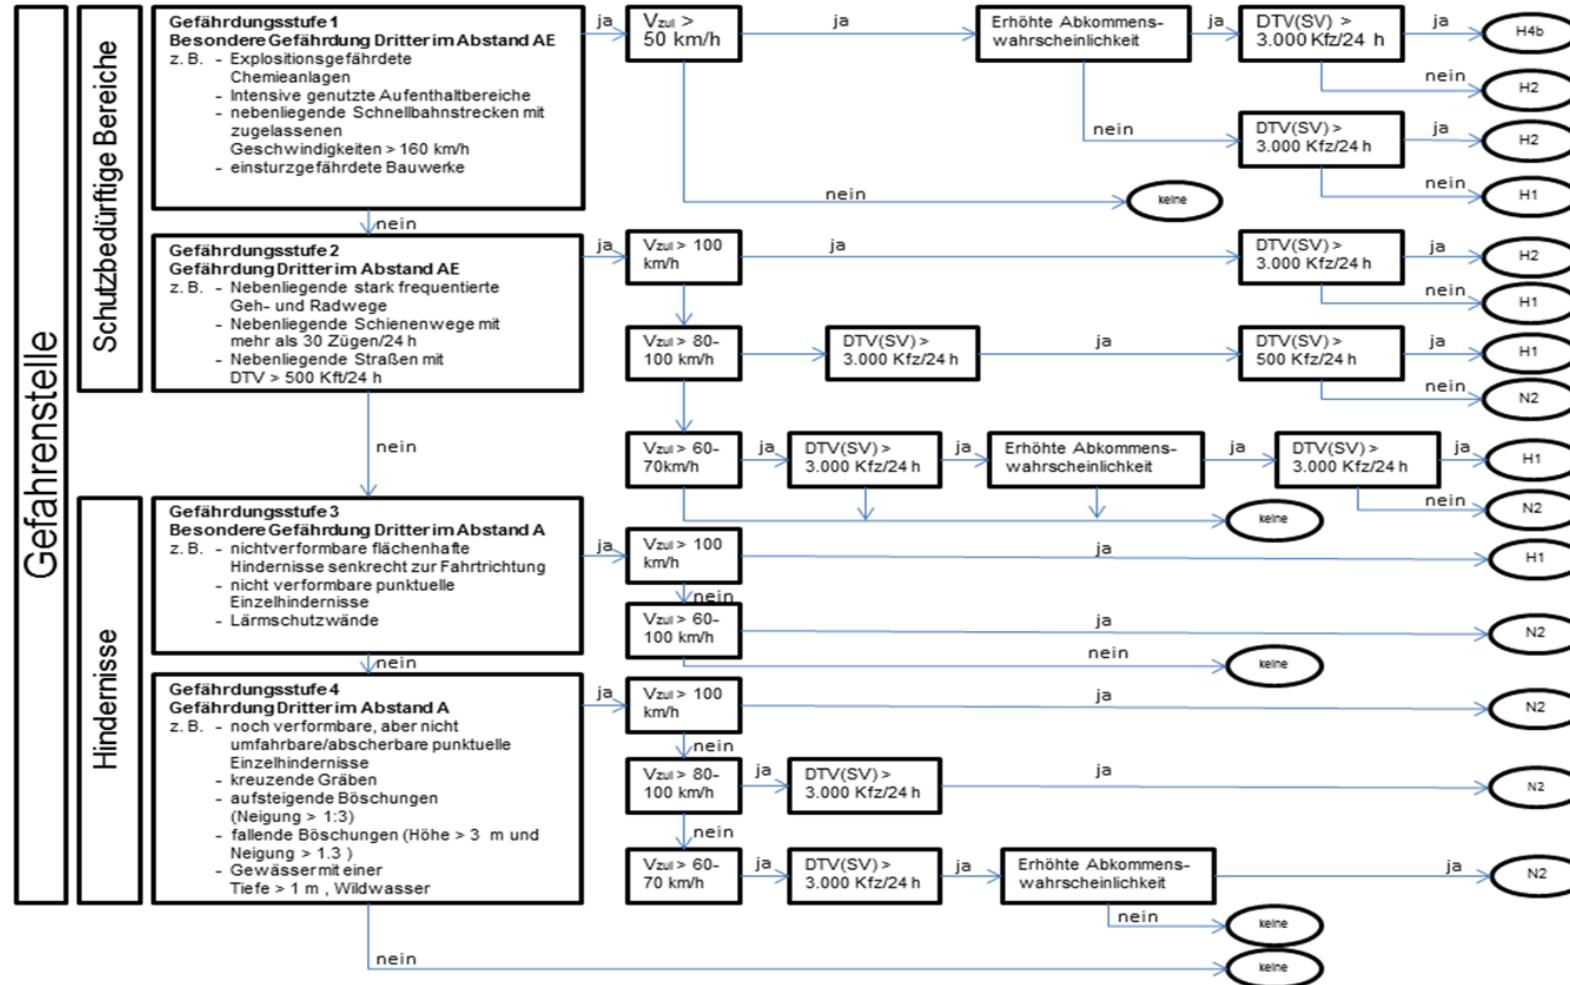 Gefahrenstelle
Schutzbedürftige Bereiche
Gefährdungsstufe 1
Besondere Gefährdung Dritter im Abstand AE
z. B. - Explosionsgefährdete
Chemieanlagen
- Intensive genutzte Aufenthaltbereiche
- nebenliegende Schnellbahnstrecken mit
zugelassenen
Geschwindigkeiten > 160 km/h
- einsturzgefährdete Bauwerke
ja
Vzul >
50 km/h
ja
Erhöhte Abkommens-
wahrscheinlichkeit
ja
DTV(SV) >
3.000 Kfz/24 h
ja
H4b
nein
H2
nein
DTV(SV) >
3.000 Kfz/24 h
ja
H2
nein
H1
nein
keine
nein
Gefährdungsstufe 2
Gefährdung Dritter im Abstand AE
z. B. - Nebenliegende stark frequentierte
Geh- und Radwege
- Nebenliegende Schienenwege mit
mehr als 30 Zügen/24 h
- Nebenliegende Straßen mit
DTV > 500 Kft/24 h
ja
Vzul > 100
km/h
ja
DTV(SV) >
3.000 Kfz/24 h
ja
H2
nein
H1
Vzul > 80-
100 km/h
DTV(SV) >
3.000 Kfz/24 h
ja
DTV(SV) >
500 Kfz/24 h
ja
H1
nein
N2
nein
Vzul > 60-
70km/h
ja
DTV(SV) >
3.000 Kfz/24 h
ja
Erhöhte Abkommens-
wahrscheinlichkeit
ja
DTV(SV) >
3.000 Kfz/24 h
ja
H1
nein
N2
keine
Hindernisse
Gefährdungsstufe 3
Besondere Gefährdung Dritter im Abstand A
z. B. - nichtverformbare flächenhafte
Hindernisse senkrecht zur Fahrtrichtung
- nicht verformbare punktuelle
Einzelhindernisse
- Lärmschutzwände
ja
Vzul > 100
km/h
ja
H1
nein
Vzul > 60-
100 km/h
ja
N2
nein
keine
nein
Gefährdungsstufe 4
Gefährdung Dritter im Abstand A
z. B. - noch verformbare, aber nicht
umfahrbare/abscherbare punktuelle
Einzelhindernisse
- kreuzende Gräben
- aufsteigende Böschungen
(Neigung > 1:3)
- fallende Böschungen (Höhe > 3 m und
Neigung > 1.3 )
- Gewässer mit einer
Tiefe > 1 m , Wildwasser
ja
Vzul > 100
km/h
ja
N2
nein
Vzul > 80-
100 km/h
ja
DTV(SV) >
3.000 Kfz/24 h
ja
N2
nein
Vzul > 60-
70 km/h
ja
DTV(SV) >
3.000 Kfz/24 h
ja
Erhöhte Abkommens-
wahrscheinlichkeit
ja
N2
nein
keine
nein
keine